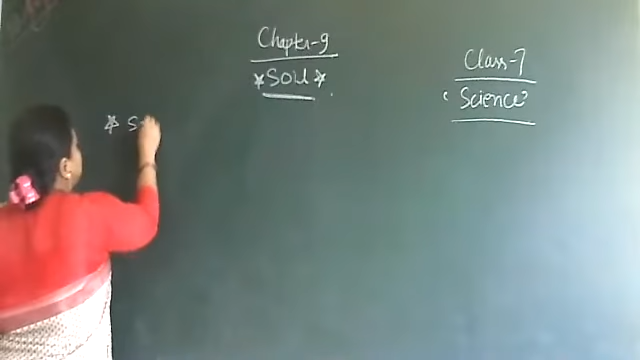 Chapter-9
*SOIL*
Class-7
'Science'
* S